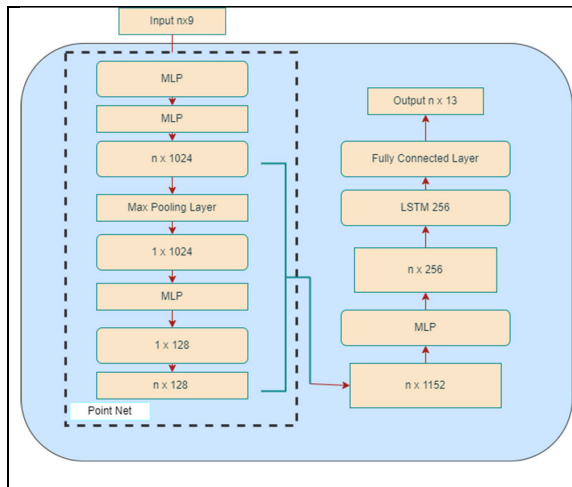 Input nx9
MLP
MLP
n x 1024
Max Pooling Layer
1 x 1024
MLP
1 x 128
n x 128
Point Net
Output n x 13
Fully Connected Layer
LSTM 256
n x 256
MLP
n x 1152